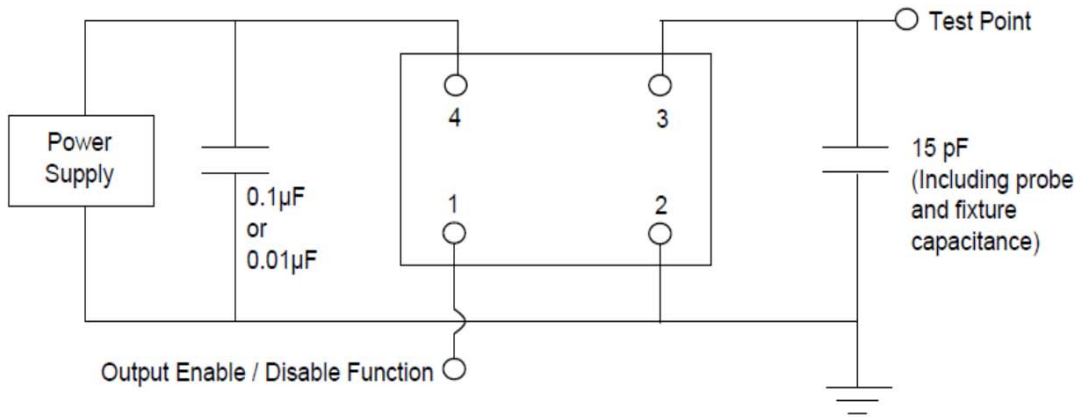 Test Point
4
3
Power
Supply
15 pF
(Including probe
and fixture
capacitance)
0.1µF
or
0.01µF
1
2
Output Enable / Disable Function